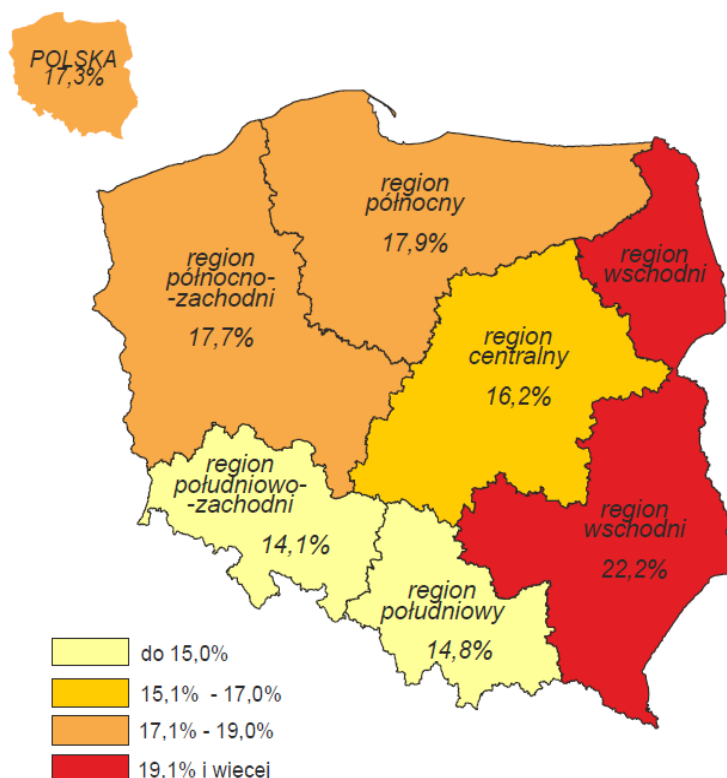 POLSKA
17,3%
region
północny
17,9%
region
północno-
-zachodni
17,7%
region
wschodni
region
centralny
16,2%
region
południowo-
-zachodni
14,1%
region
wschodni
22,2%
region
południowy
14,8%
do 15,0%
15,1% - 17,0%
17,1% - 19,0%
19,1% i więcej